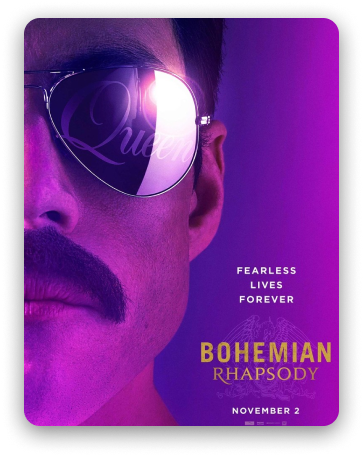 Queen
FEARLESS
LIVES
FOREVER
BOHEMIAN
RHAPSODY
NOVEMBER 2